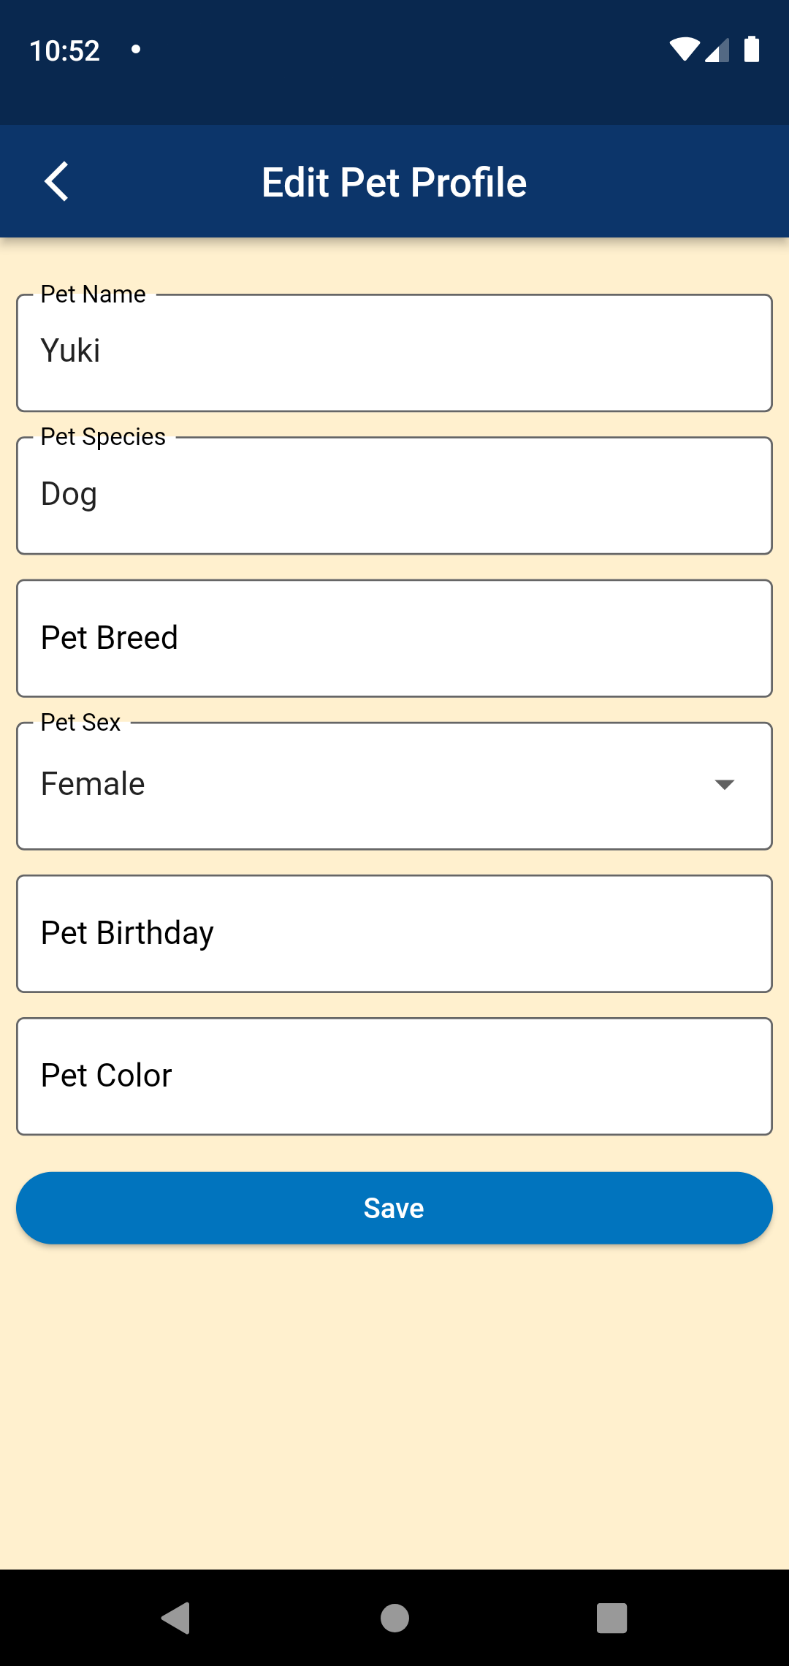 10:52
Edit Pet Profile
Pet Name
Yuki
Pet Species
Dog
Pet Breed
Pet Sex
Female
Pet Birthday
Pet Color
Save